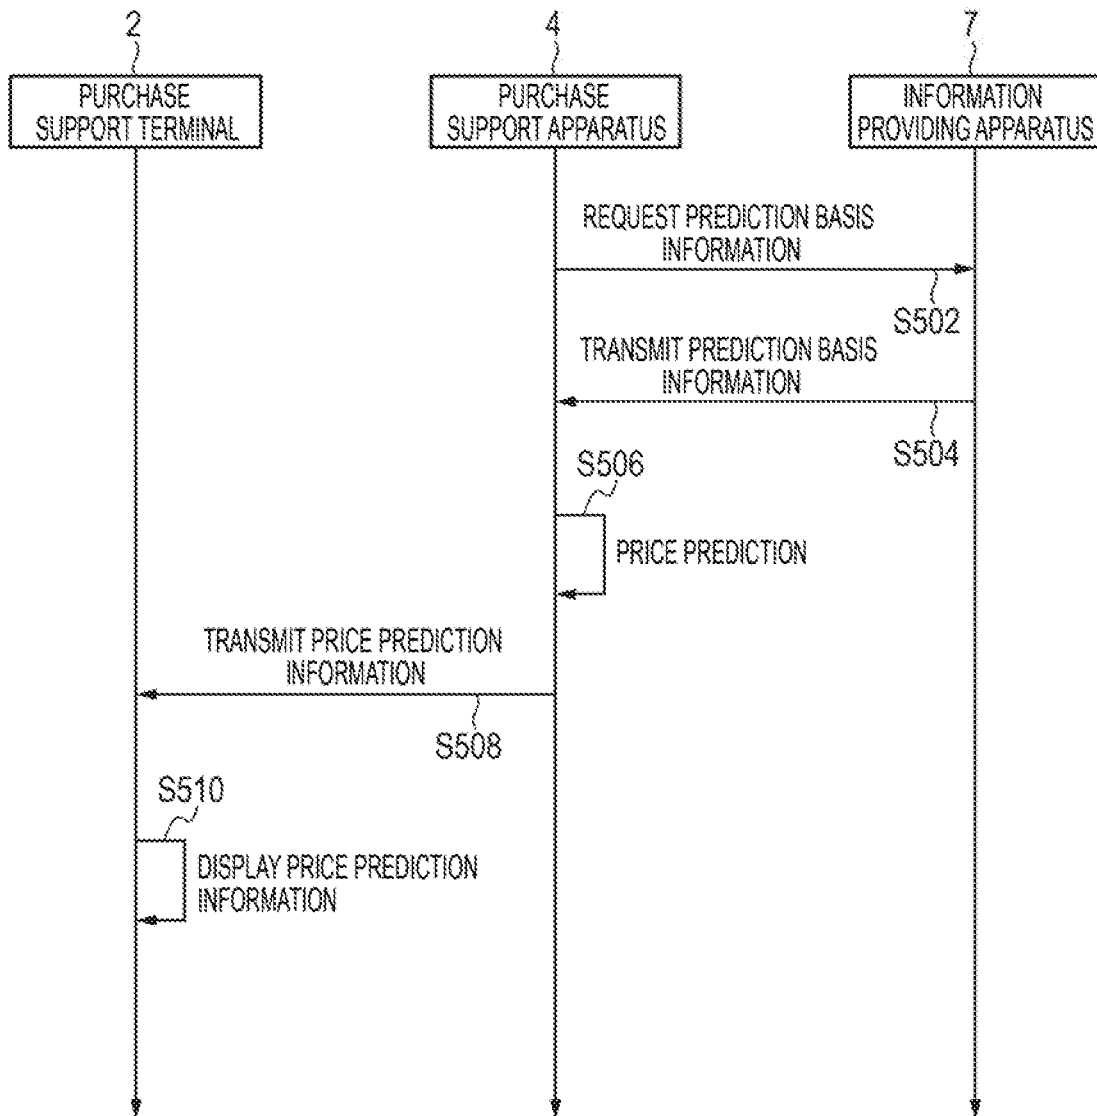 2
4
7
PURCHASE
SUPPORT TERMINAL
PURCHASE
SUPPORT APPARATUS
INFORMATION
PROVIDING APPARATUS
REQUEST PREDICTION BASIS
INFORMATION
S502
TRANSMIT PREDICTION BASIS
INFORMATION
S504
S506
PRICE PREDICTION
TRANSMIT PRICE PREDICTION
INFORMATION
S508
S510
DISPLAY PRICE PREDICTION
INFORMATION